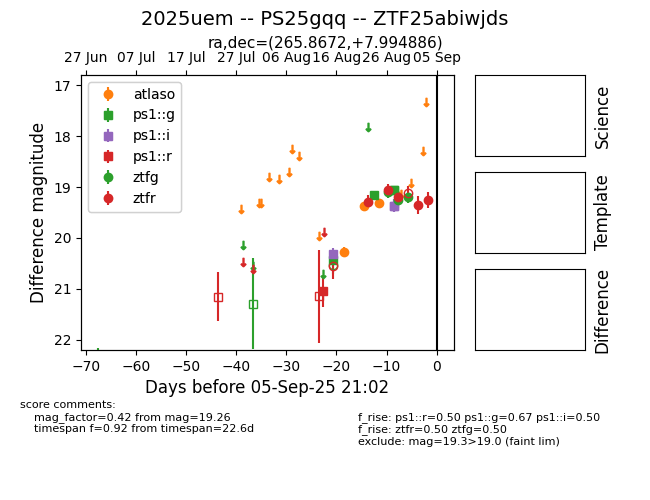 2025uem -- PS25gqq -- ZTF25abiwjds
ra,dec=(265.8672,+7.994886)
27 Jun 07 Jul 17 Jul 27 Jul 06 Aug 16 Aug 26 Aug 05 Sep
17
18
19
20
21
22
Difference magnitude
atlaso
ps1::g
ps1::i
ps1::r
ztfg
ztfr
−70 −60 −50 −40 −30 −20 −10 0
Days before 05-Sep-25 21:02
Science
Template
Difference
score comments:
mag_factor=0.42 from mag=19.26
timespan f=0.92 from timespan=22.6d
f_rise: ps1::r=0.50 ps1::g=0.67 ps1::i=0.50
f_rise: ztfr=0.50 ztfg=0.50
exclude: mag=19.3>19.0 (faint lim)